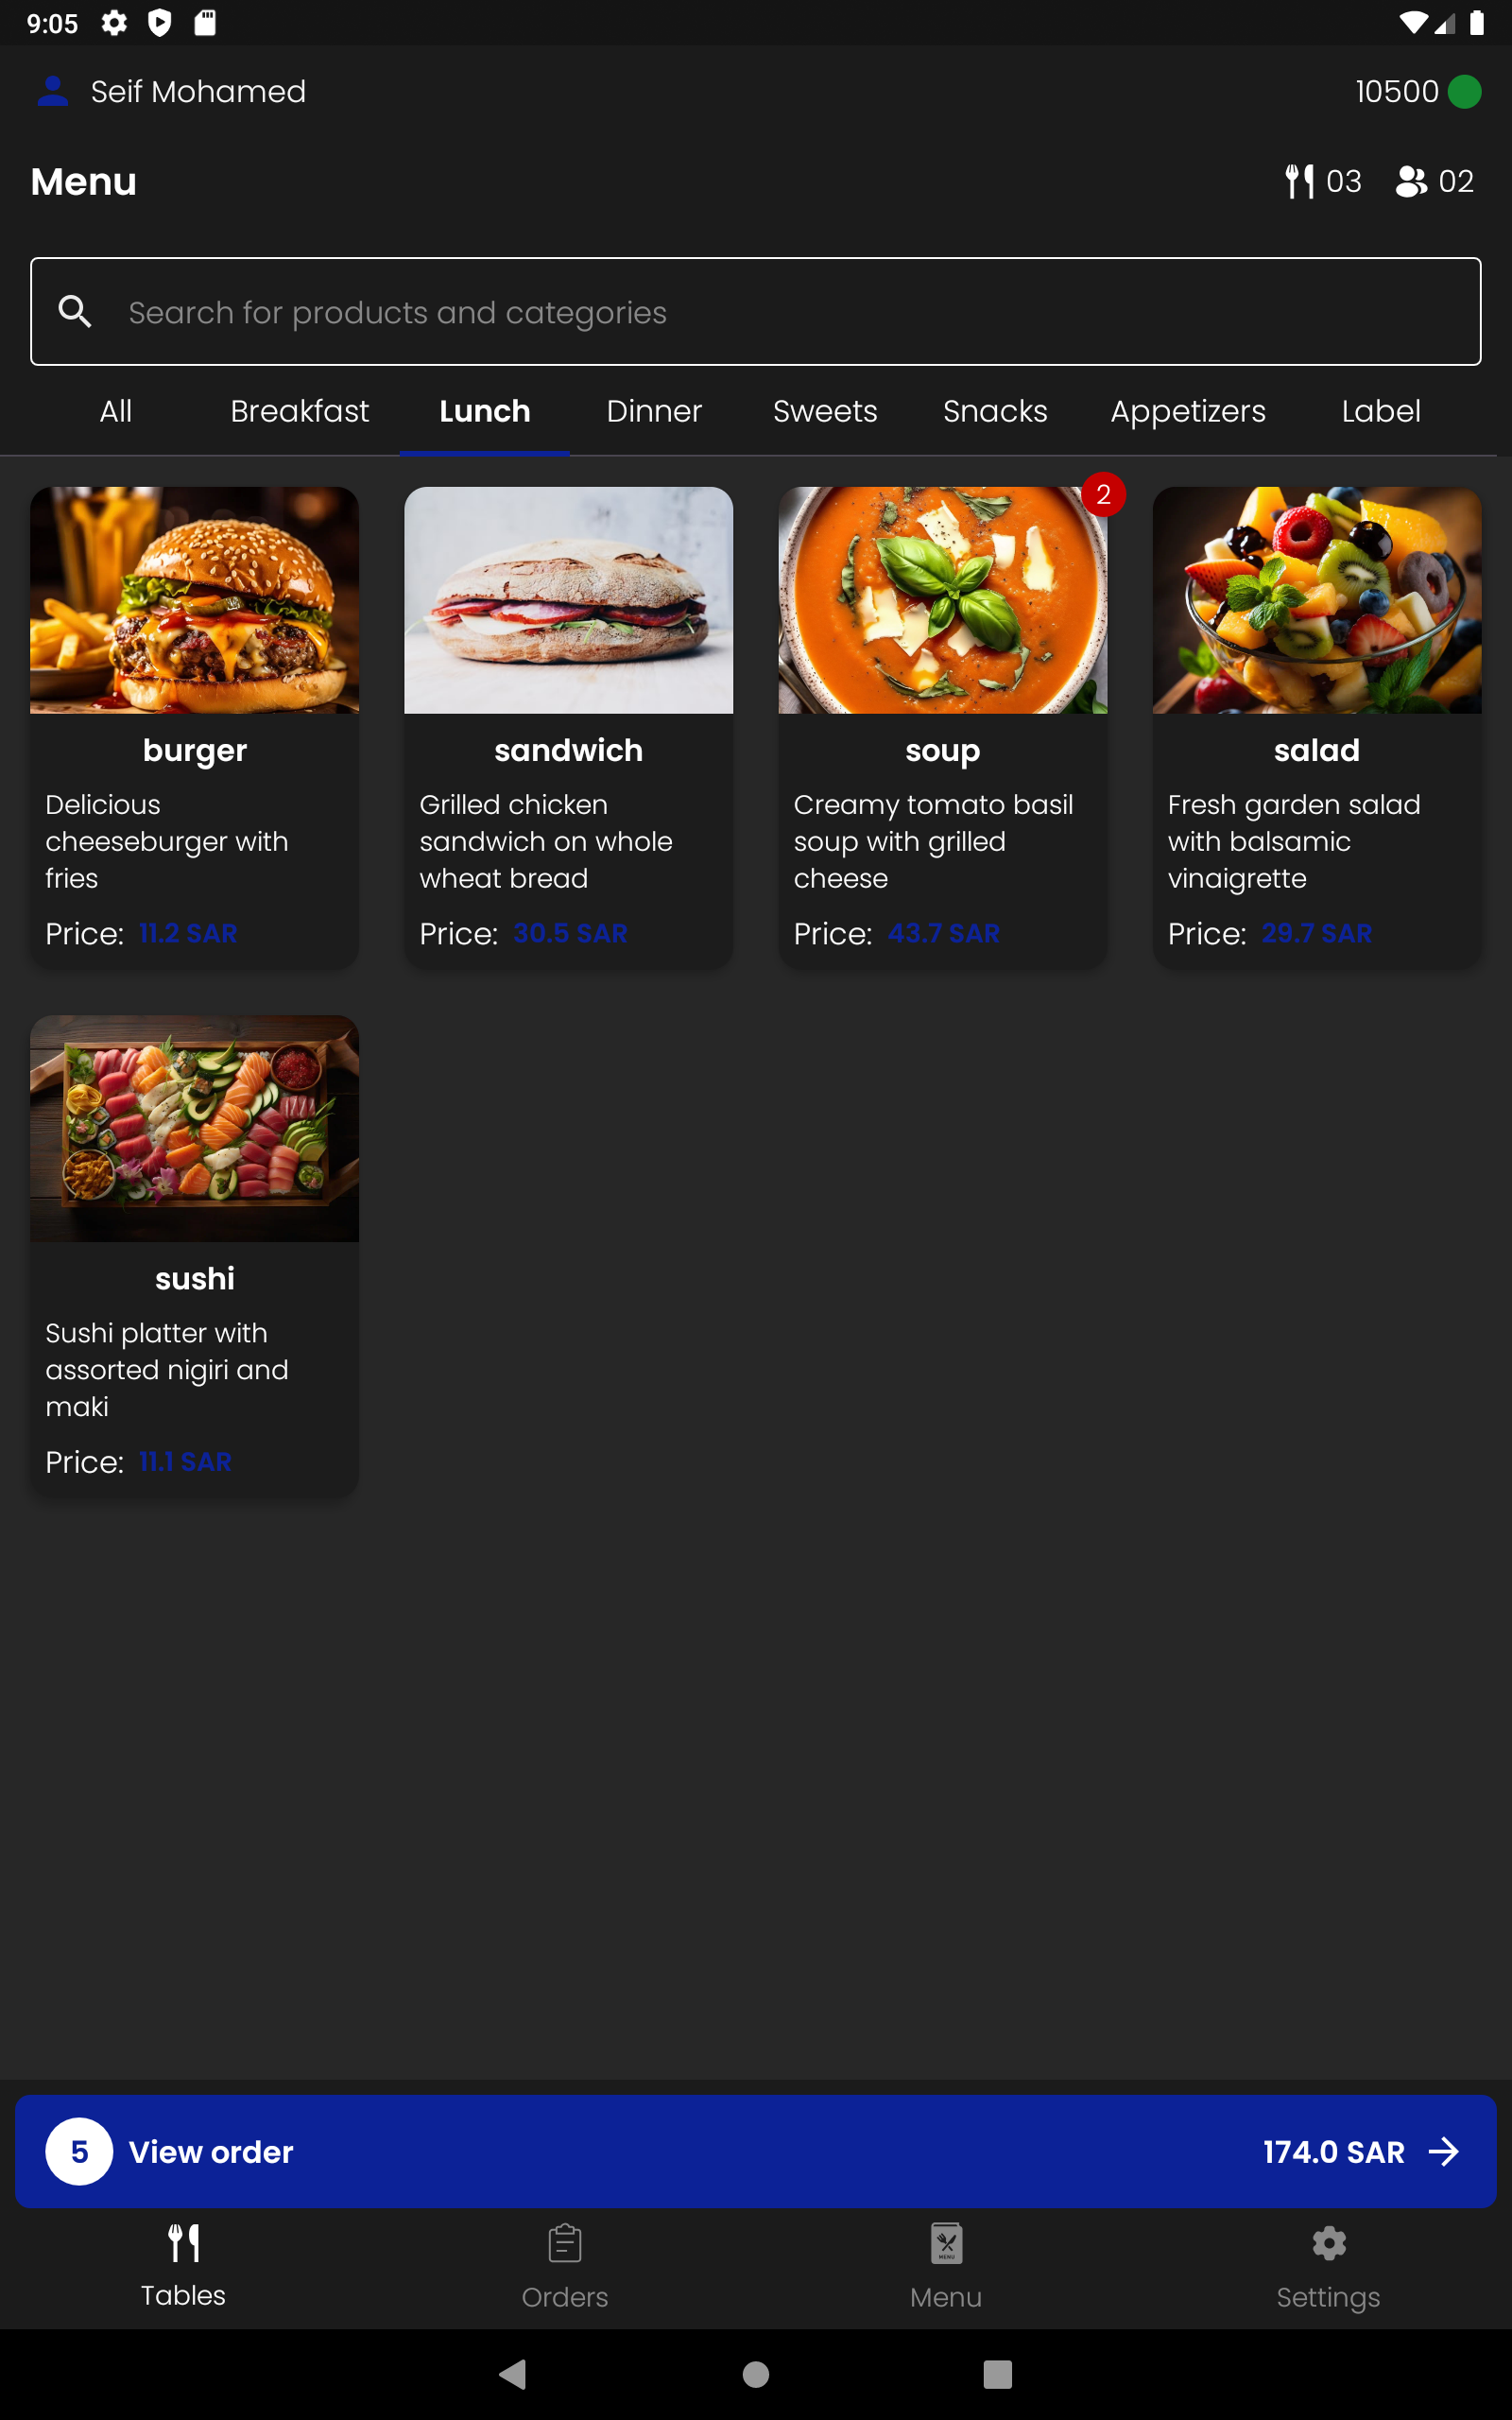 9:05
Seif Mohamed
10500
Menu
03
02
Search for products and categories
All Breakfast Lunch Dinner Sweets Snacks Appetizers Label
2
burger
Delicious
cheeseburger with
fries
Price: 11.2 SAR
sandwich
Grilled chicken
sandwich on whole
wheat bread
Price: 30.5 SAR
soup
Creamy tomato basil
soup with grilled
cheese
Price: 43.7 SAR
salad
Fresh garden salad
with balsamic
vinaigrette
Price: 29.7 SAR
sushi
Sushi platter with
assorted nigiri and
maki
Price: 11.1 SAR
5 View order 174.0 SAR
Tables
Orders
MENU
Menu
Settings